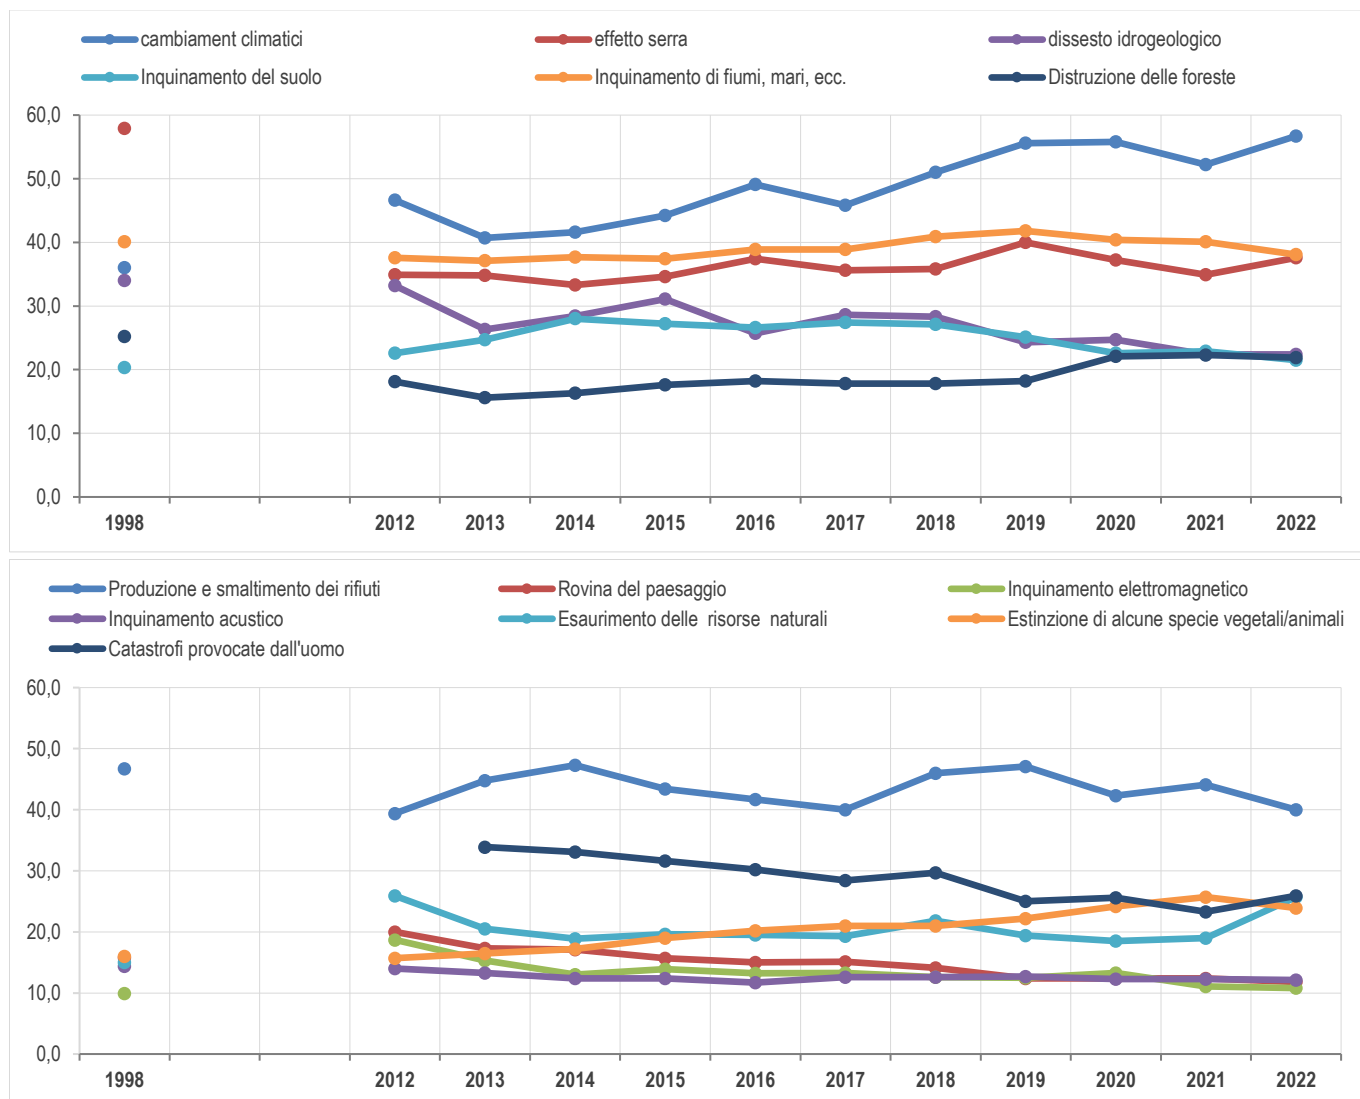 cambiament climatici effetto serra dissesto idrogeologico
Inquinamento del suolo Inquinamento di fiumi, mari, ecc. Distruzione delle foreste
60,0
50,0
40,0
30,0
20,0
10,0
0,0
1998 2012 2013 2014 2015 2016 2017 2018 2019 2020 2021 2022
Produzione e smaltimento dei rifiuti Rovina del paesaggio Inquinamento elettromagnetico
Inquinamento acustico Esaurimento delle risorse naturali Estinzione di alcune specie vegetali/animali
Catastrofi provocate dall'uomo
60,0
50,0
40,0
30,0
20,0
10,0
0,0
1998 2012 2013 2014 2015 2016 2017 2018 2019 2020 2021 2022